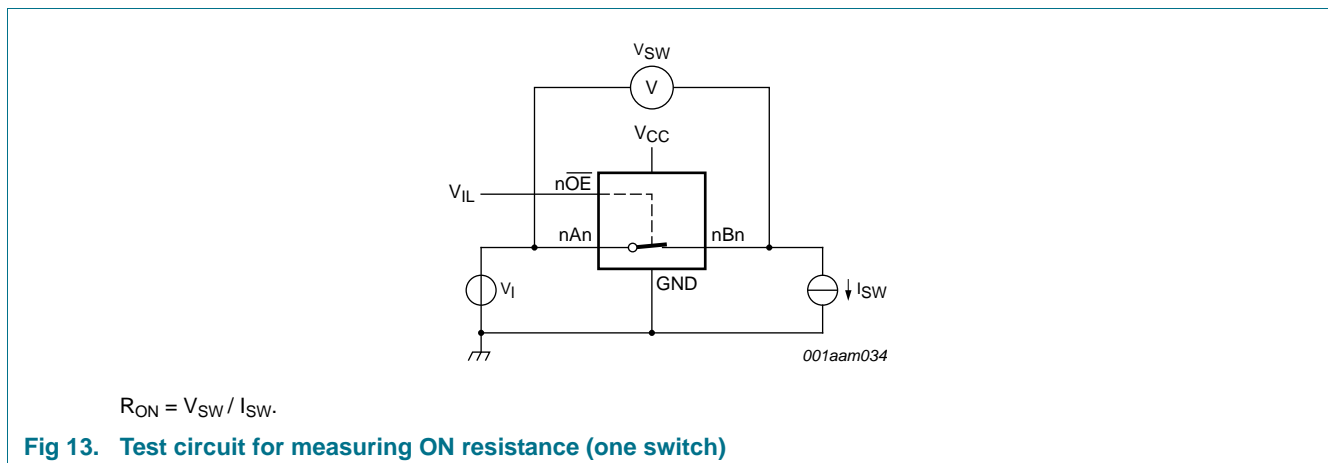 VSW
V
VCC
VIL
nOE
nAn
nBn
GND
VI
ISW
001aam034
RON = VSW / ISW.
Fig 13. Test circuit for measuring ON resistance (one switch)